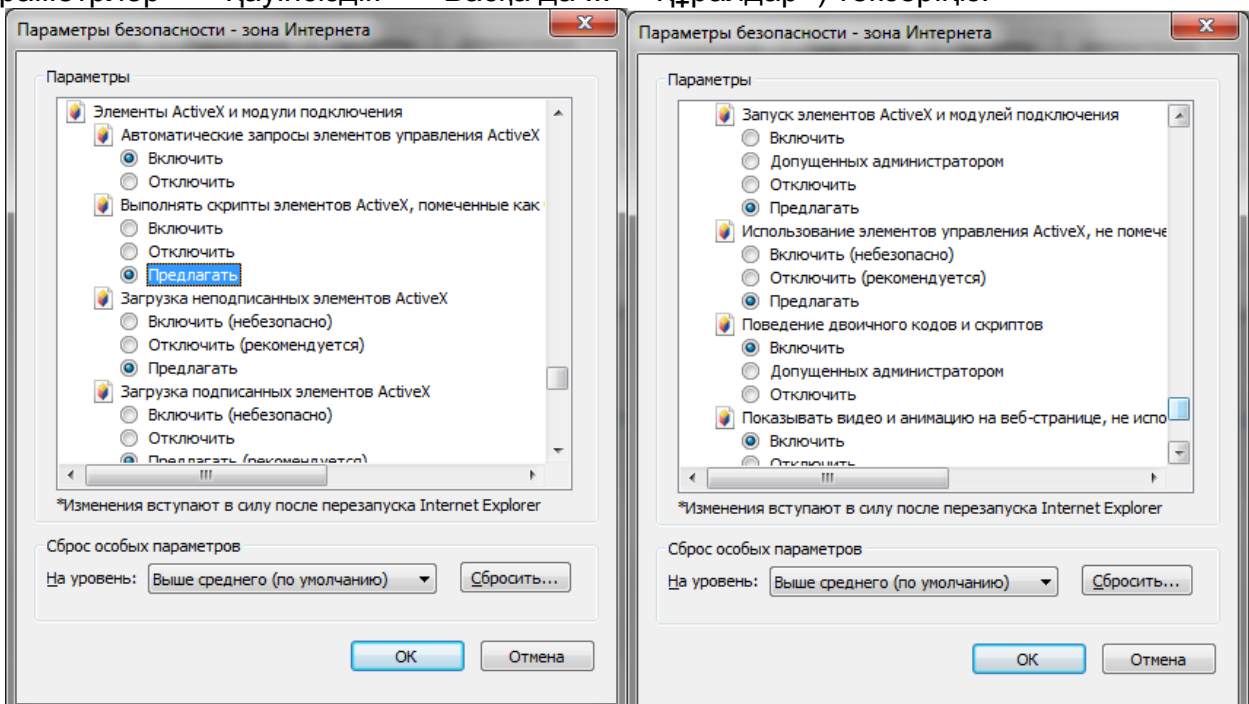 Параметры безопасности - зона Интернета
Параметры
Элементы ActiveX и модули подключения
Автоматические запросы элементов управления ActiveX
Включить
Отключить
Выполнять скрипты элементов ActiveX, помеченные как
Включить
Отключить
Предлагать
Загрузка неподписанных элементов ActiveX
Включить (небезопасно)
Отключить (рекомендуется)
Предлагать
Загрузка подписанных элементов ActiveX
Включить (небезопасно)
Отключить
Предлагать (рекомендуется)
*Изменения вступают в силу после перезапуска Internet Explorer
Сброс особых параметров
На уровень: Выше среднего (по умолчанию) Сбросить...
ОК Отмена
Параметры безопасности - зона Интернета
Параметры
Запуск элементов ActiveX и модулей подключения
Включить
Допущенных администратором
Отключить
Предлагать
Использование элементов управления ActiveX, не помече
Включить (небезопасно)
Отключить (рекомендуется)
Предлагать
Поведение двоичного кодов и скриптов
Включить
Допущенных администратором
Отключить
Показывать видео и анимацию на веб-странице, не испо
Включить
Отключить
*Изменения вступают в силу после перезапуска Internet Explorer
Сброс особых параметров
На уровень: Выше среднего (по умолчанию) Сбросить...
ОК Отмена